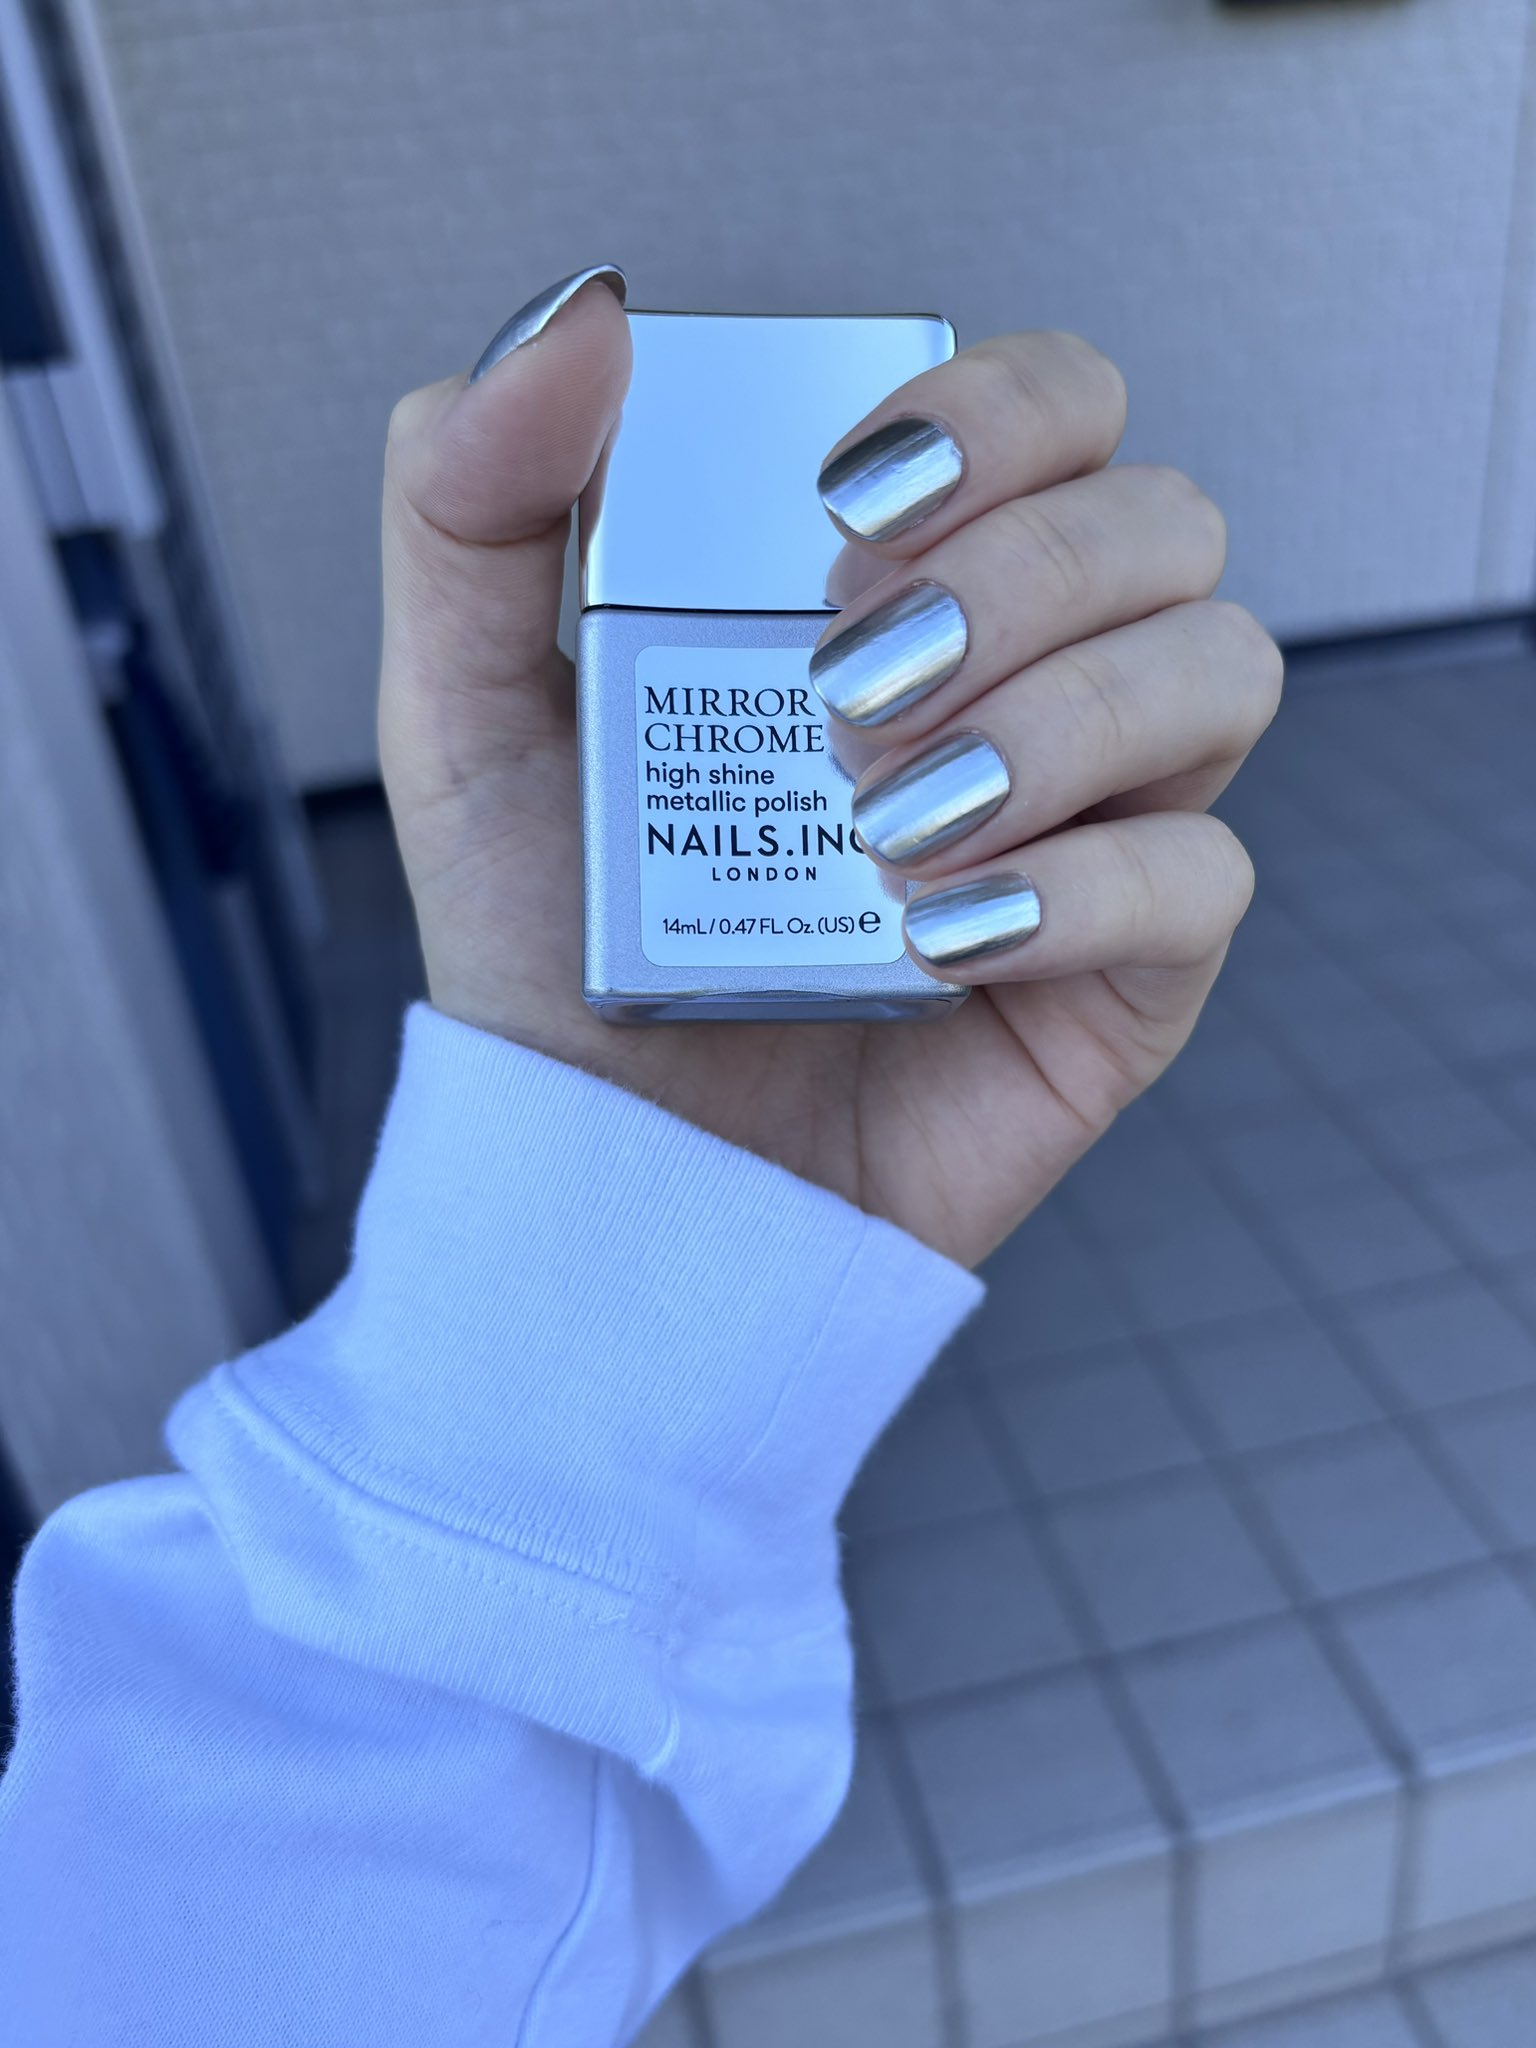 MIRROR
CHROME
high shine
metallic polish
NAILS.INC
LONDON
14mL / 0.47 FL. Oz. (US) ℮